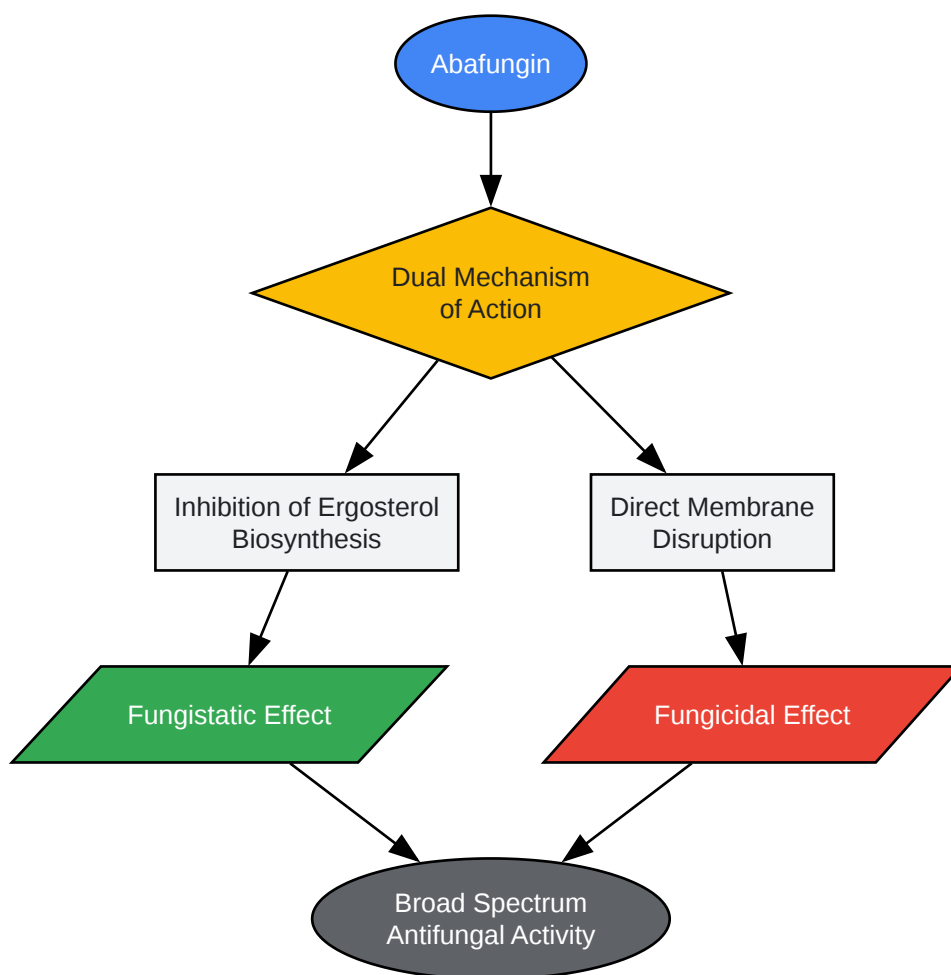 Abafungin
Dual Mechanism
of Action
Inhibition of Ergosterol
Biosynthesis
Direct Membrane
Disruption
Fungistatic Effect
Fungicidal Effect
Broad Spectrum
Antifungal Activity